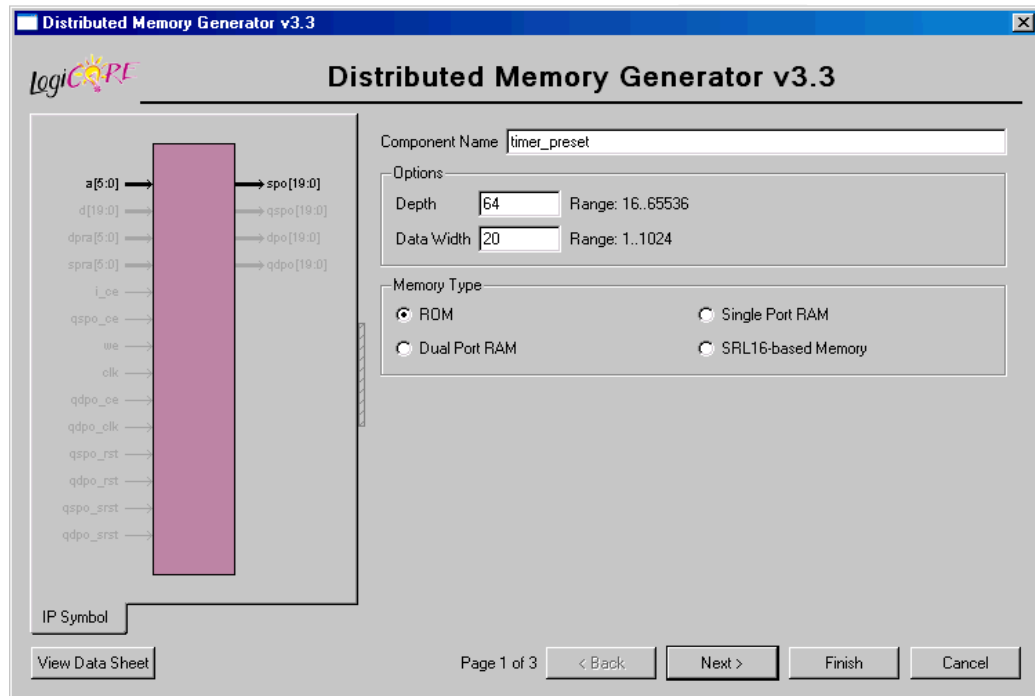 Distributed Memory Generator v3.3
LogiCORE
Distributed Memory Generator v3.3
a[5:0]
spo[19:0]
d[19:0]
qspo[19:0]
dpra[5:0]
dpo[19:0]
spra[5:0]
qdpo[19:0]
i_ce
qspo_ce
we
clk
qdpo_ce
qdpo_clk
qspo_rst
qdpo_rst
qspo_srst
qdpo_srst
IP Symbol
Component Name timer_preset
Options
Depth 64 Range: 16..65536
Data Width 20 Range: 1..1024
Memory Type
ROM Single Port RAM
Dual Port RAM SRL16-based Memory
View Data Sheet Page 1 of 3 < Back Next > Finish Cancel